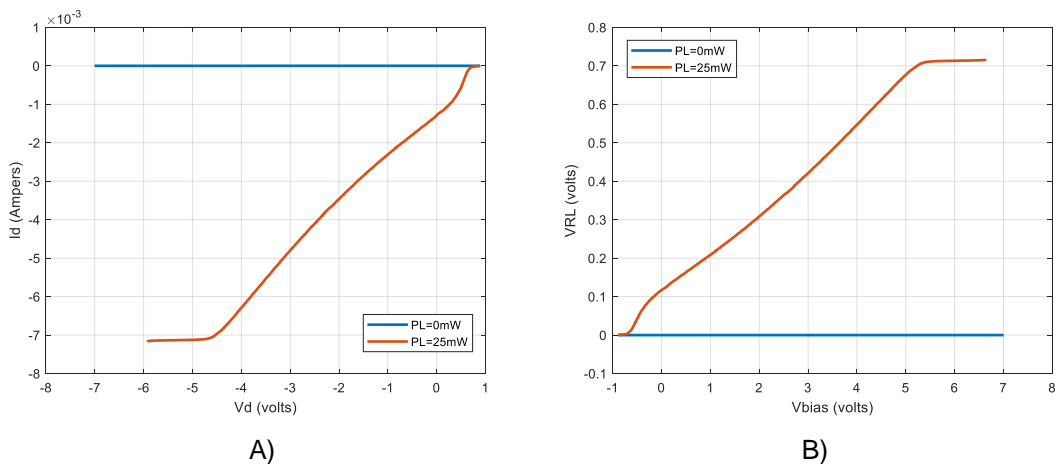 ×10⁻³
1
0
-1
-2
-3
-4
-5
-6
-7
-8
Id (Ampers)
-8 -7 -6 -5 -4 -3 -2 -1 0 1
Vd (volts)
PL=0mW
PL=25mW
A)
0.8
0.7
0.6
0.5
0.4
0.3
0.2
0.1
0
-0.1
VRL (volts)
-1 0 1 2 3 4 5 6 7 8
Vbias (volts)
PL=0mW
PL=25mW
B)